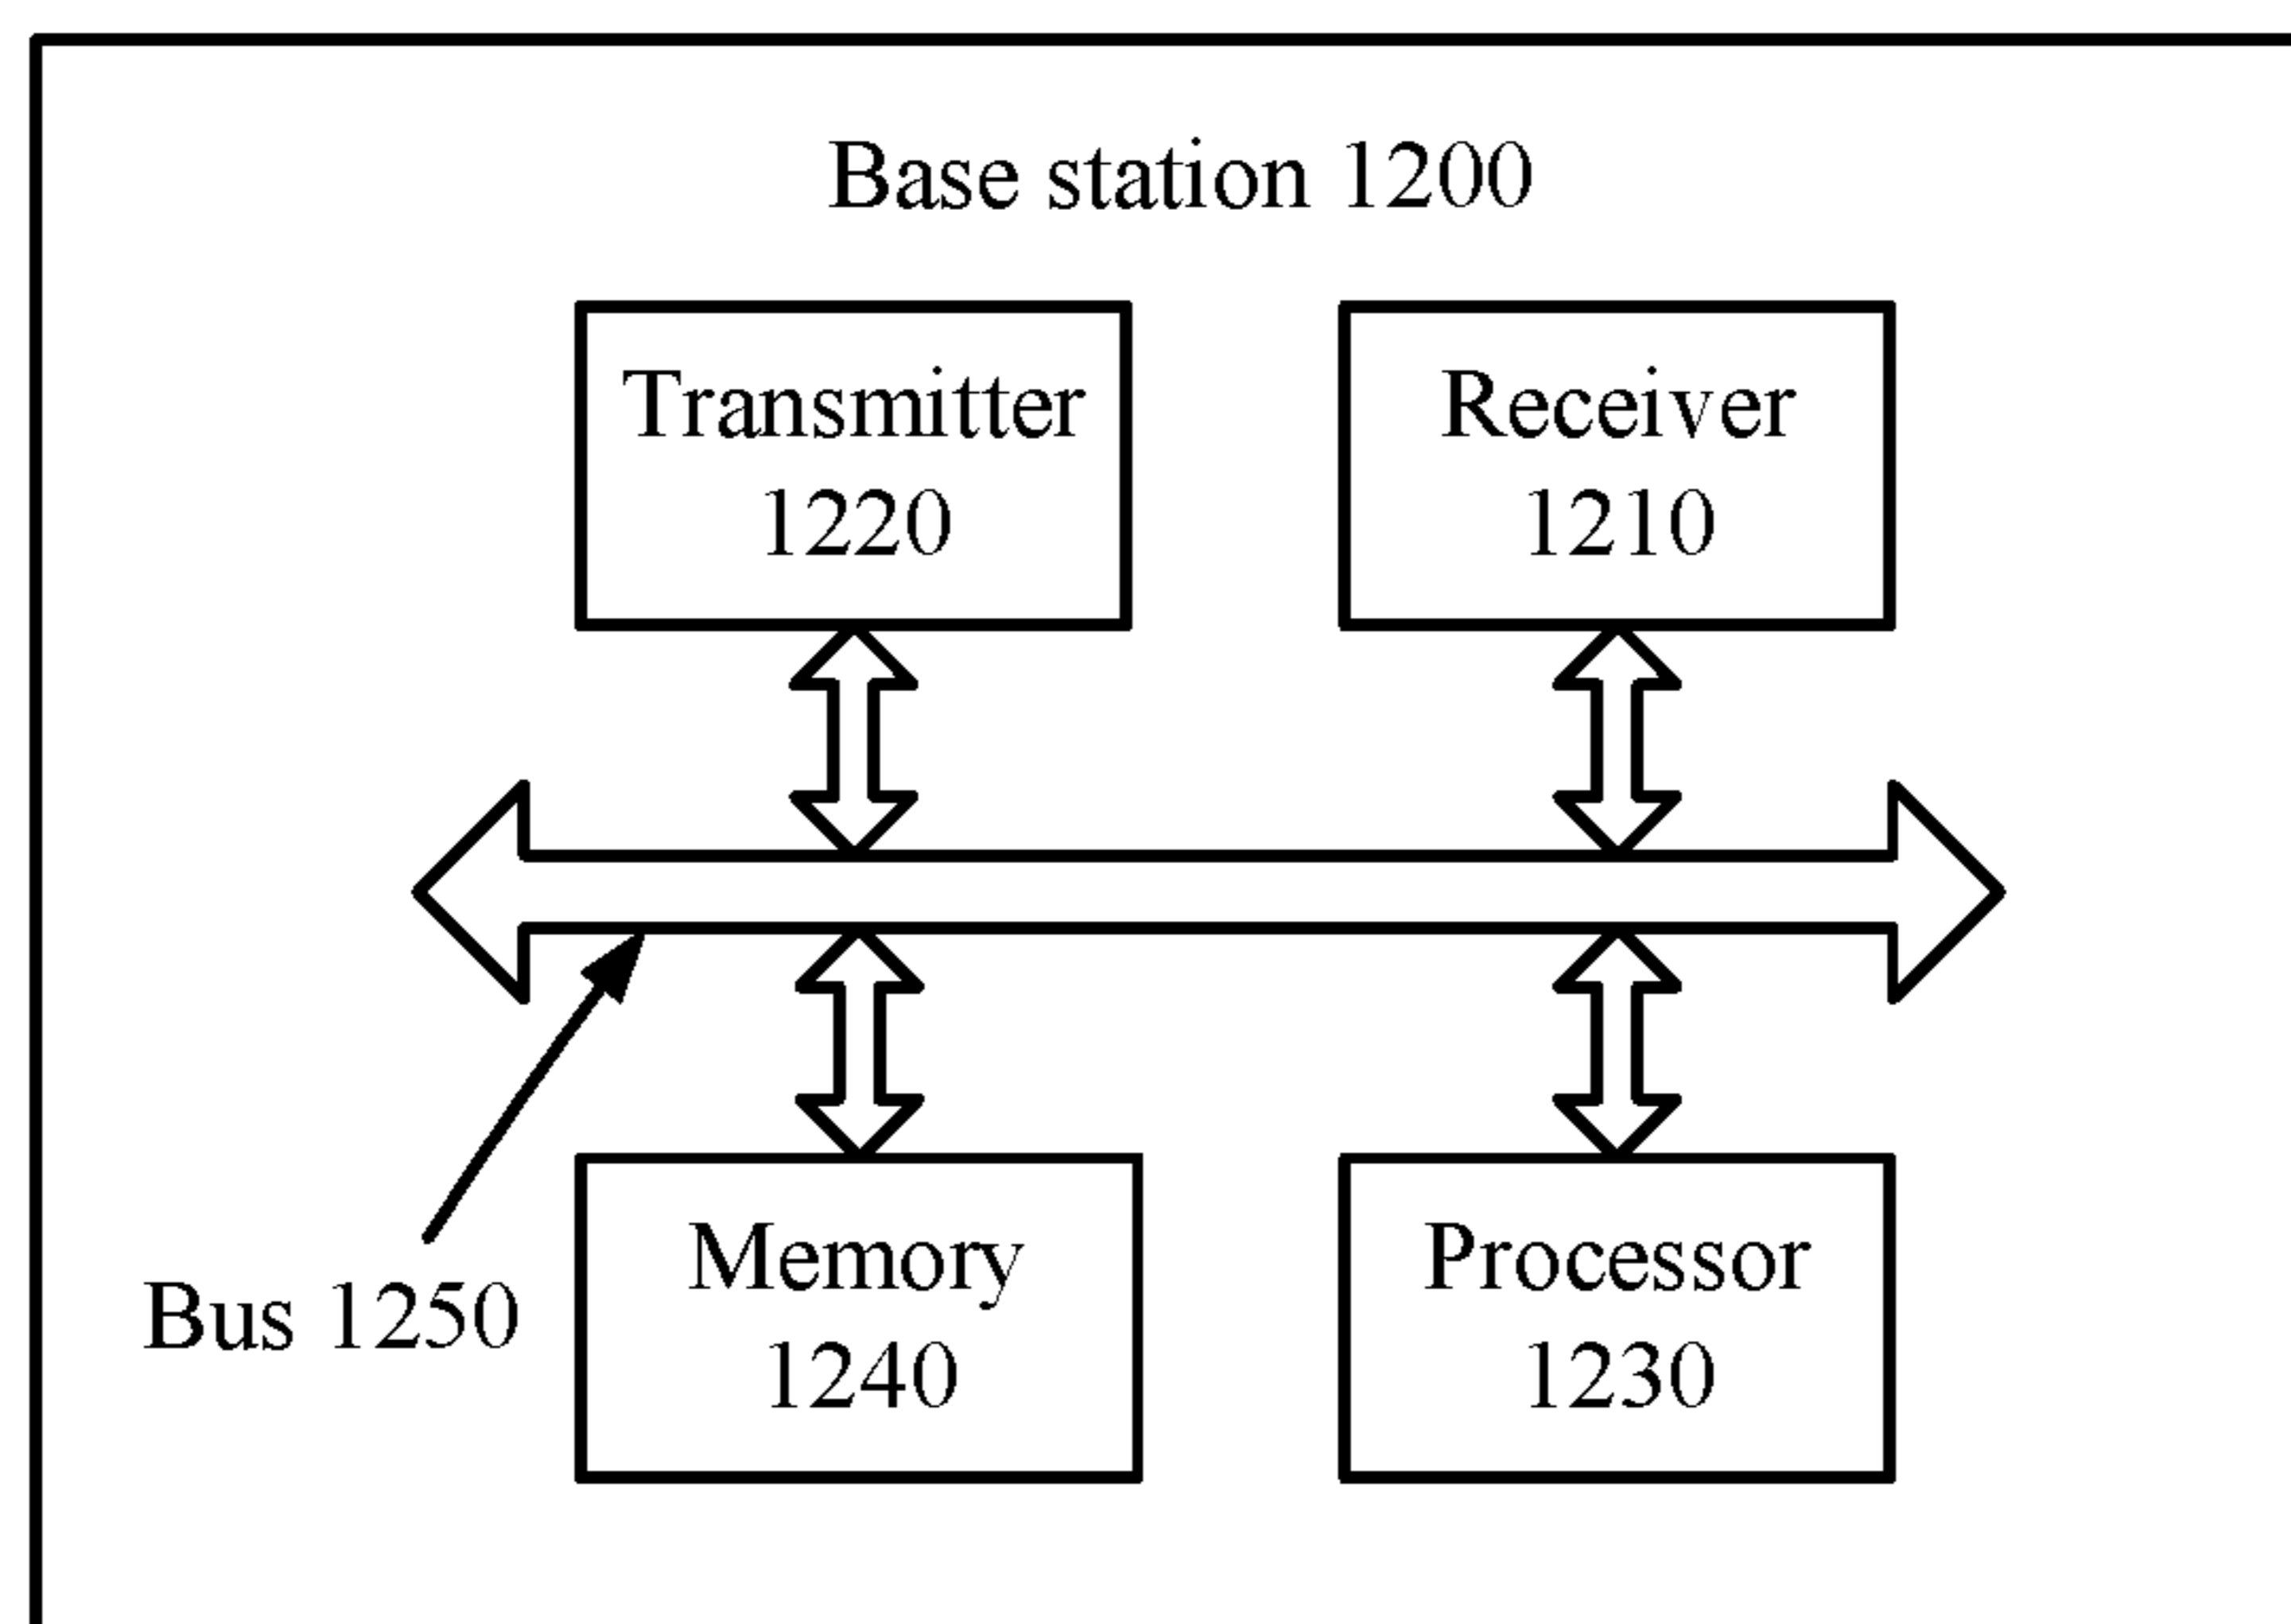 Base station 1200
Transmitter
1220
Receiver
1210
Bus 1250
Memory
1240
Processor
1230